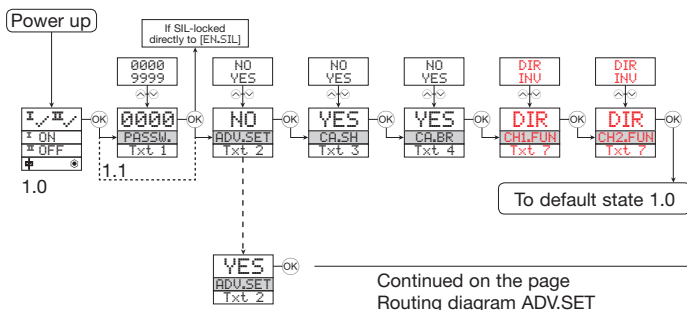 Power up
If SIL-locked
directly to [EN.SIL]
0000
9999
NO
YES
NO
YES
NO
YES
DIR
INV
DIR
INV
I / II /
I ON
II OFF
1.0
OK
1.1
0000
PASSW.
Txt 1
OK
NO
ADV.SET
Txt 2
OK
YES
CA.SH
Txt 3
OK
YES
CA.BR
Txt 4
OK
DIR
CH1.FUN
Txt 7
OK
DIR
CH2.FUN
Txt 7
OK
To default state 1.0
YES
ADV.SET
Txt 2
OK
Continued on the page
Routing diagram ADV.SET